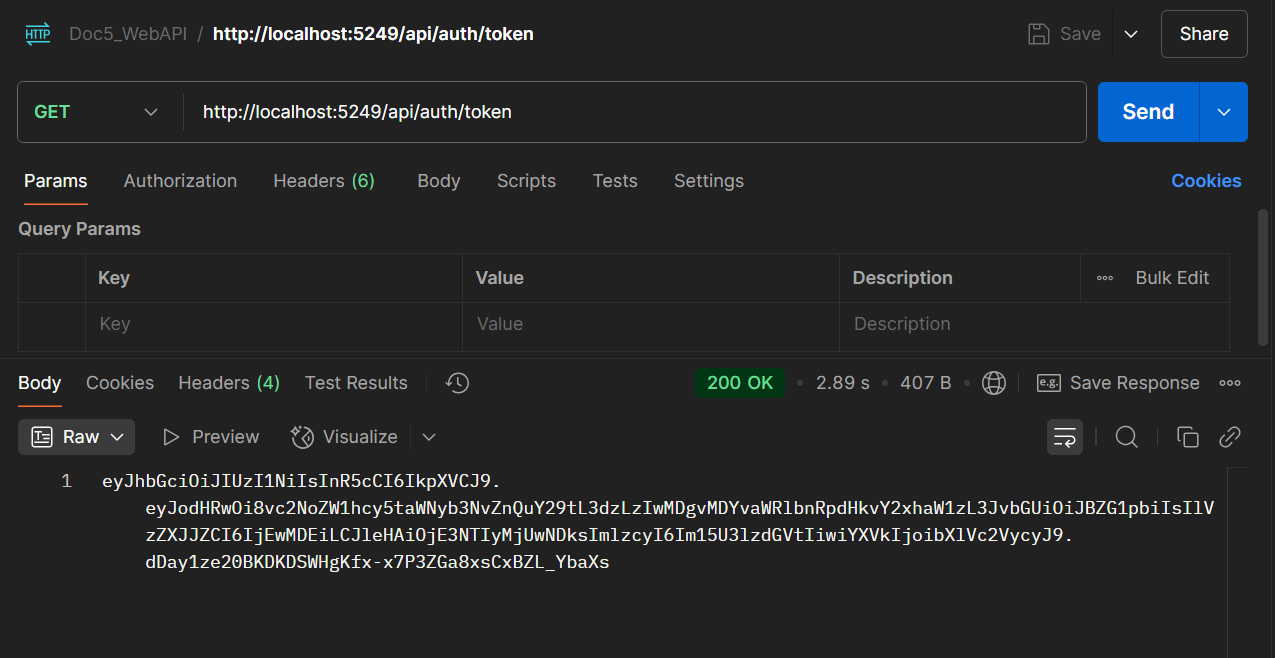 HTTP Doc5_WebAPI / http://localhost:5249/api/auth/token Save Share
GET http://localhost:5249/api/auth/token Send
Params Authorization Headers (6) Body Scripts Tests Settings Cookies
Query Params
Key Value Description Bulk Edit
Key Value Description
Body Cookies Headers (4) Test Results 200 OK 2.89 s 407 B e.g. Save Response
Raw Preview Visualize
1 eyJhbGciOiJIUzI1NiIsInR5cCI6IkpXVCJ9.
eyJodHRwOi8vc2NoZW1hcy5taWNyb3NvZnQuY29tL3dzLzIwMDgvMDYvaWRlbnRpdHkvY2xhaW1zL3JvbGUiOiJBZG1pbiIsIlV
zZXJJZCI6IjEwMDEiLCJleHAiOjE3NTIyMjUwNDksImlzcyI6Im15U3lzdGVtIiwiYXVkIjoibXlVc2VycyJ9.
dDay1ze20BKDKDSWHgKfx-x7P3ZGa8xsCxBZL_YbaXs